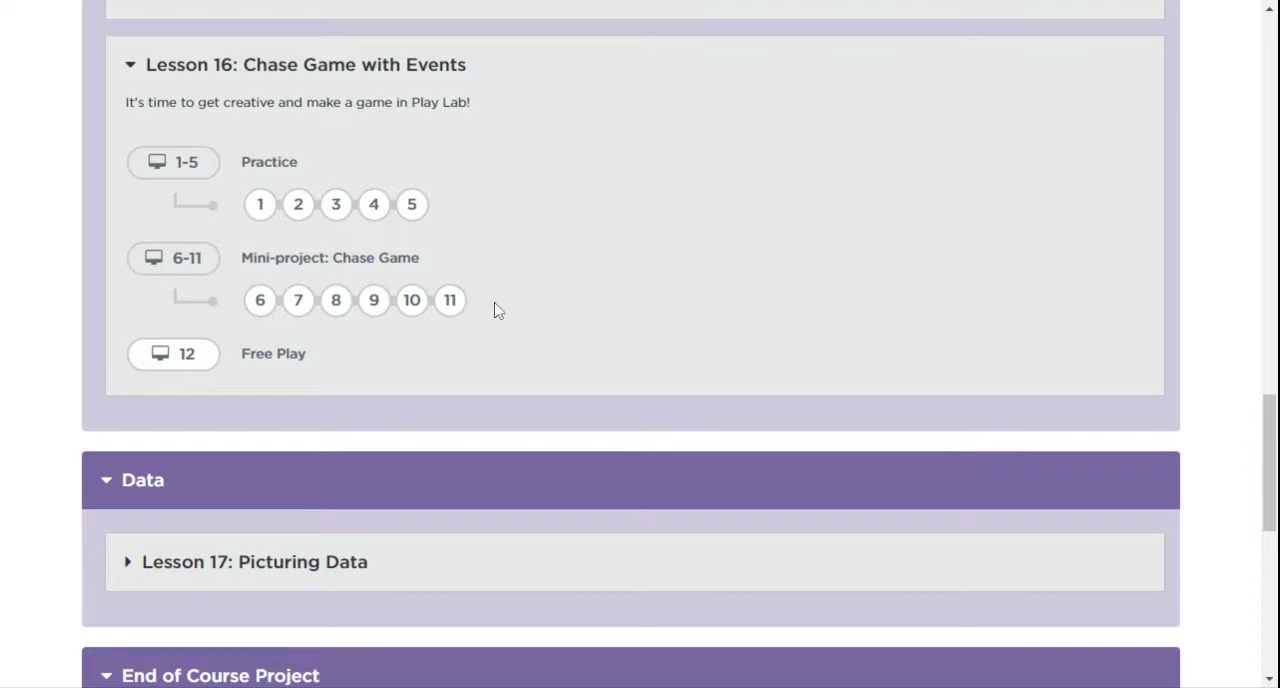 Lesson 16: Chase Game with Events
It's time to get creative and make a game in Play Lab!
1-5 Practice
1 2 3 4 5
6-11 Mini-project: Chase Game
6 7 8 9 10 11
12 Free Play
Data
Lesson 17: Picturing Data
End of Course Project